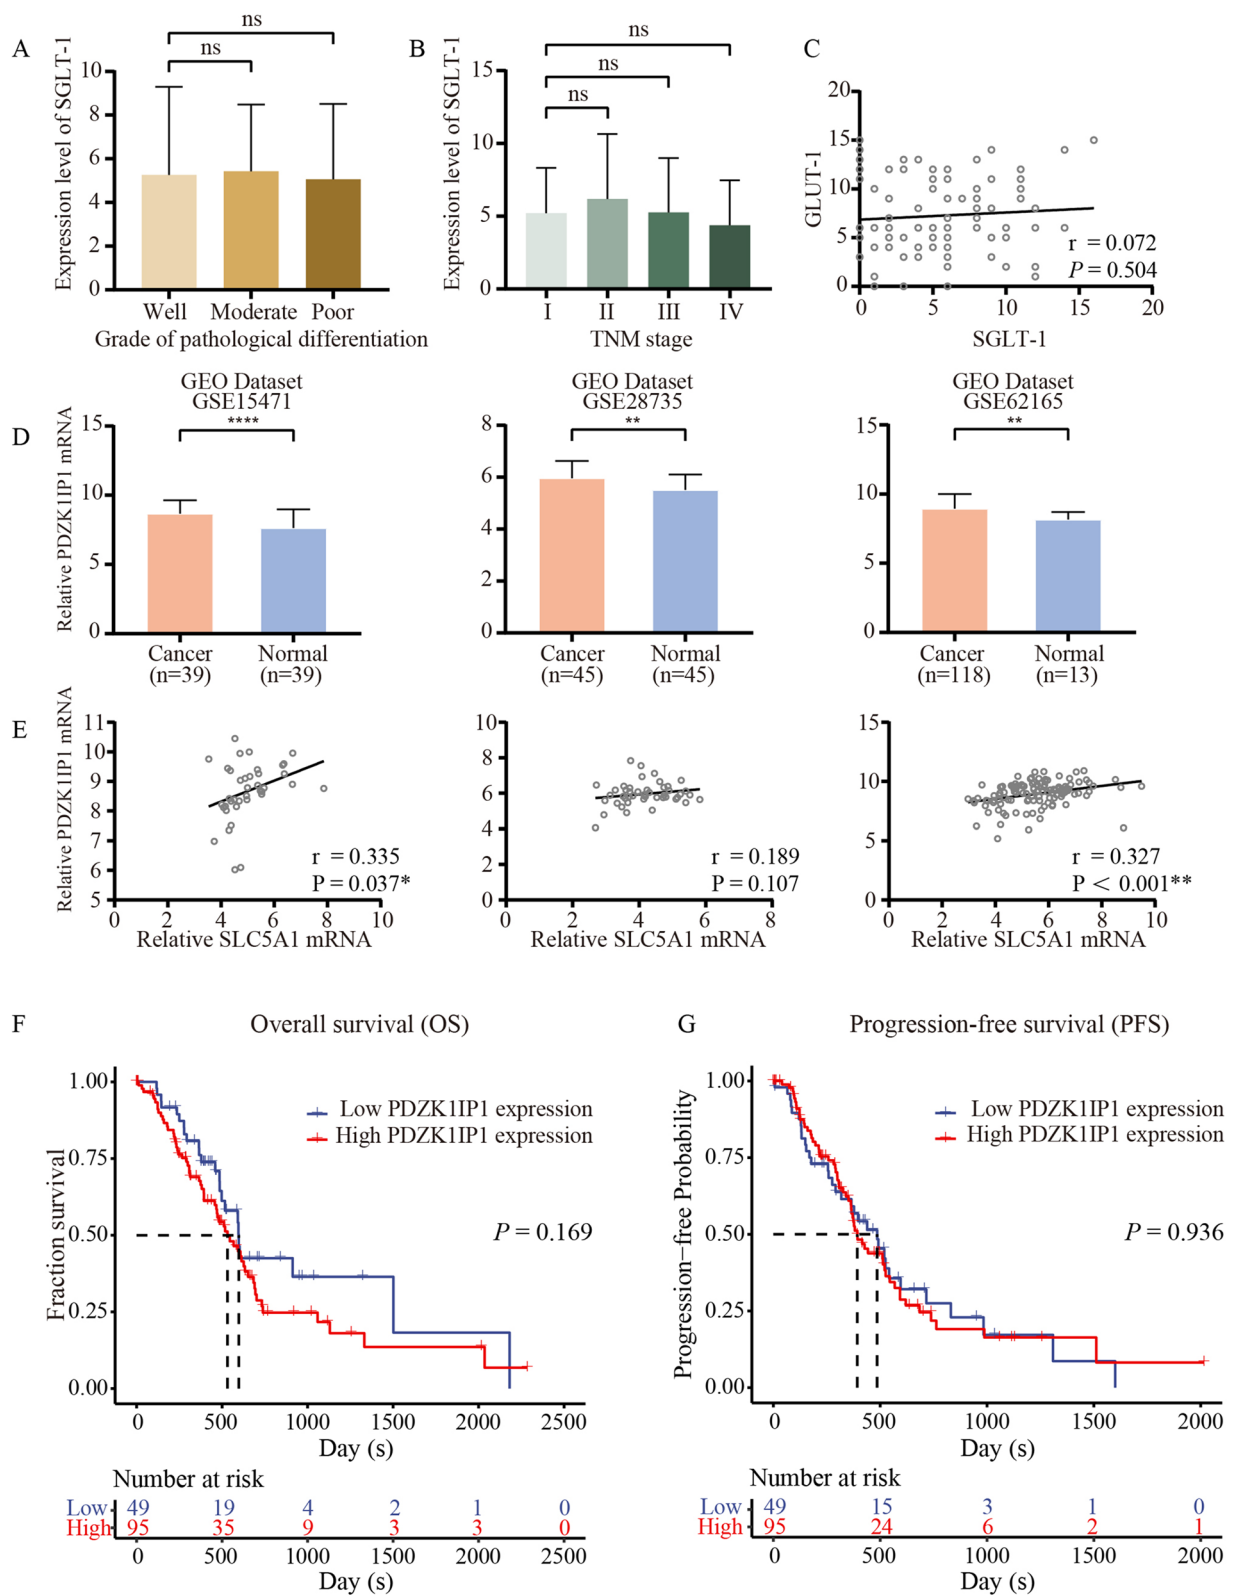 A
ns
ns
Expression level of SGLT-1
10
8
6
4
2
0
Well Moderate Poor
Grade of pathological differentiation
B
ns
ns
ns
Expression level of SGLT-1
15
10
5
0
I II III IV
TNM stage
C
GLUT-1
20
15
10
5
0
r = 0.072
P = 0.504
0 5 10 15 20
SGLT-1
D
Relative PDZK1IP1 mRNA
GEO Dataset
GSE15471
****
15
10
5
0
Cancer Normal
(n=39) (n=39)
GEO Dataset
GSE28735
**
8
6
4
2
0
Cancer Normal
(n=45) (n=45)
GEO Dataset
GSE62165
**
15
10
5
0
Cancer Normal
(n=118) (n=13)
E
Relative PDZK1IP1 mRNA
11
10
9
8
7
6
5
r = 0.335
P = 0.037*
0 2 4 6 8 10
Relative SLC5A1 mRNA
10
8
6
4
2
0
r = 0.189
P = 0.107
0 2 4 6 8
Relative SLC5A1 mRNA
15
10
5
0
r = 0.327
P < 0.001**
0 2 4 6 8 10
Relative SLC5A1 mRNA
F
Overall survival (OS)
Fraction survival
1.00
0.75
0.50
0.25
0.00
Low PDZK1IP1 expression
High PDZK1IP1 expression
P = 0.169
0 500 1000 1500 2000 2500
Day (s)
Number at risk
Low 49 19 4 2 1 0
High 95 35 9 3 3 0
0 500 1000 1500 2000 2500
Day (s)
G
Progression-free survival (PFS)
Progression−free Probability
1.00
0.75
0.50
0.25
0.00
Low PDZK1IP1 expression
High PDZK1IP1 expression
P = 0.936
0 500 1000 1500 2000
Day (s)
Number at risk
Low 49 15 3 1 0
High 95 24 6 2 1
0 500 1000 1500 2000
Day (s)